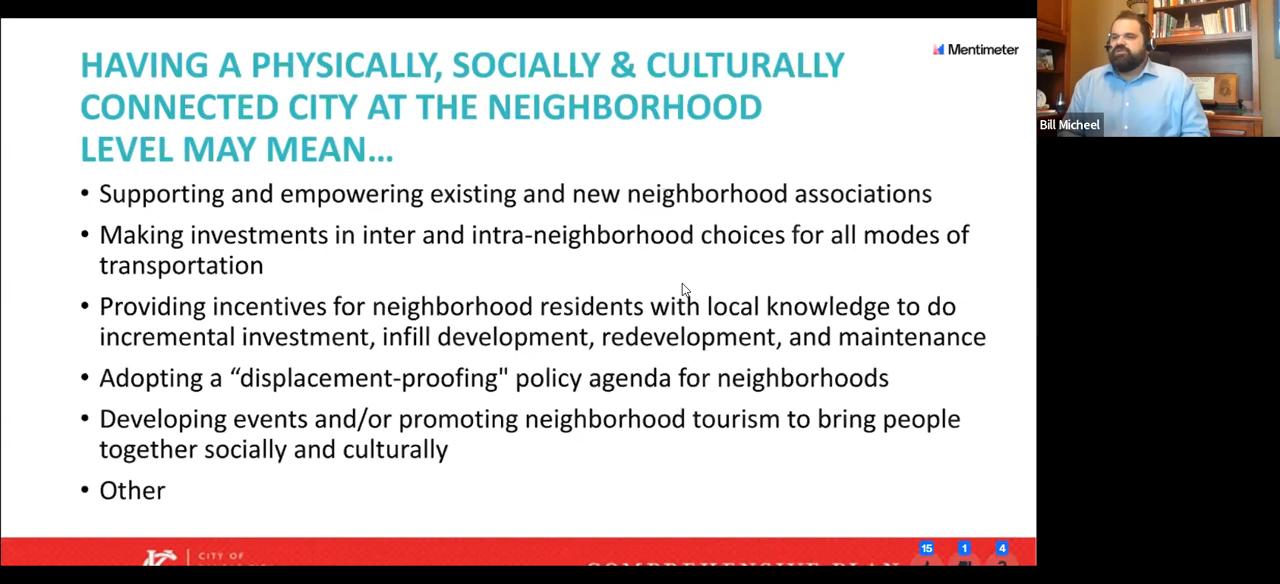 HAVING A PHYSICALLY, SOCIALLY & CULTURALLY
CONNECTED CITY AT THE NEIGHBORHOOD
LEVEL MAY MEAN…
Mentimeter
Bill Micheel
• Supporting and empowering existing and new neighborhood associations
• Making investments in inter and intra-neighborhood choices for all modes of
transportation
• Providing incentives for neighborhood residents with local knowledge to do
incremental investment, infill development, redevelopment, and maintenance
• Adopting a “displacement-proofing" policy agenda for neighborhoods
• Developing events and/or promoting neighborhood tourism to bring people
together socially and culturally
• Other
CITY OF
COMPREHENSIVE PLAN
15
1
4